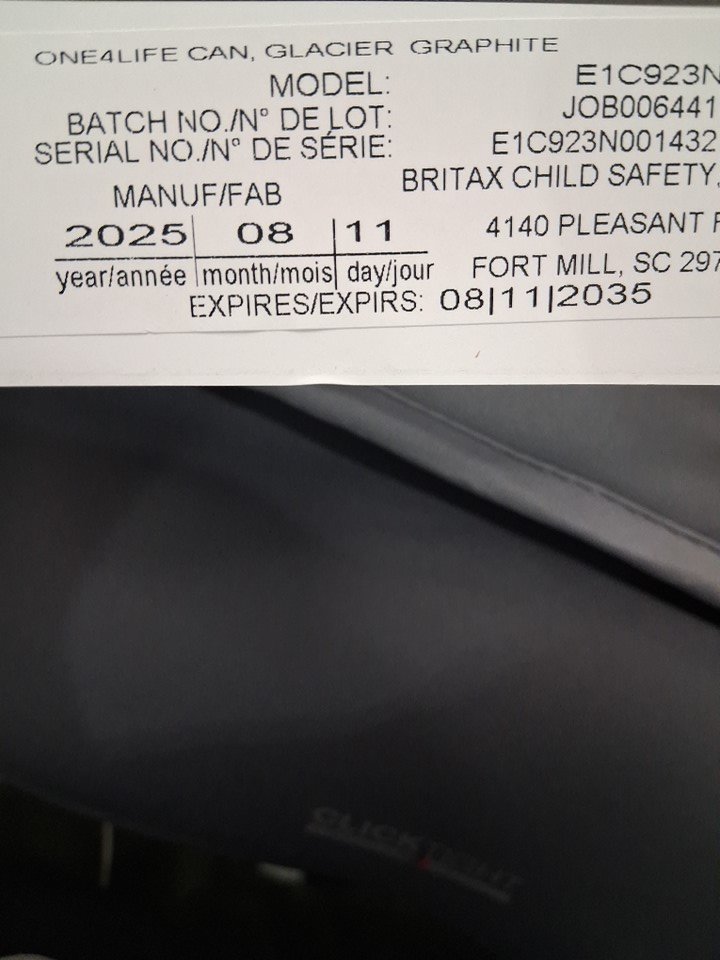 ONE4LIFE CAN, GLACIER GRAPHITE
MODEL: E1C923N
BATCH NO./N° DE LOT: JOB006441
SERIAL NO./N° DE SÉRIE: E1C923N001432
MANUF/FAB BRITAX CHILD SAFETY,
2025 08 11 4140 PLEASANT
year/année month/mois day/jour FORT MILL, SC 297
EXPIRES/EXPIRS: 08|11|2035
CLICKTIGHT